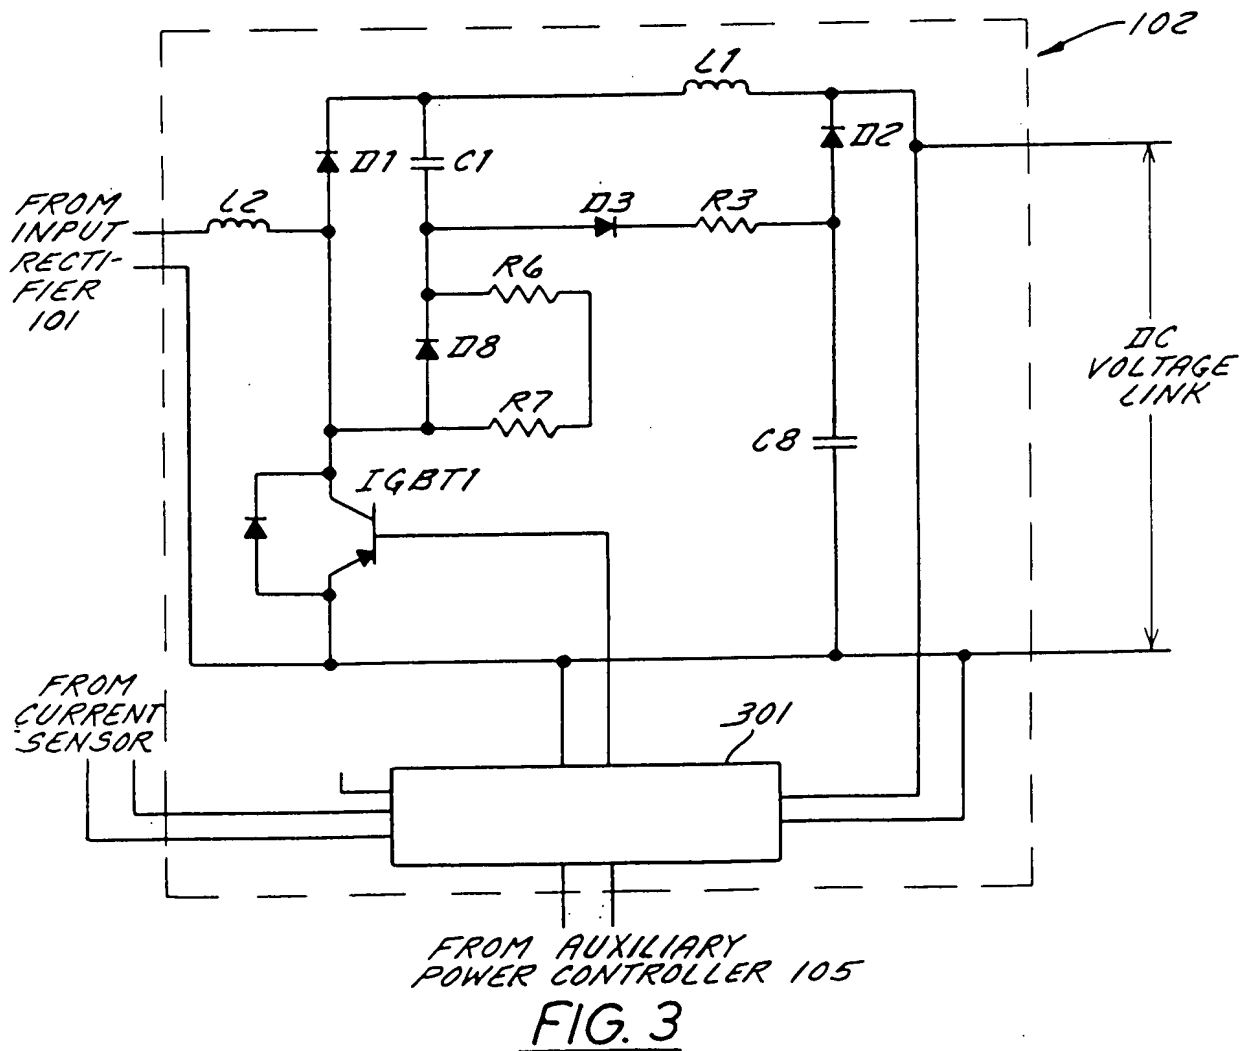 102
L1
D1
C1
D2
L2
D3
R3
FROM
INPUT
RECTI-
FIER
101
R6
D8
R7
DC
VOLTAGE
LINK
C8
IGBT1
FROM
CURRENT
SENSOR
301
FROM AUXILIARY
POWER CONTROLLER 105
FIG. 3